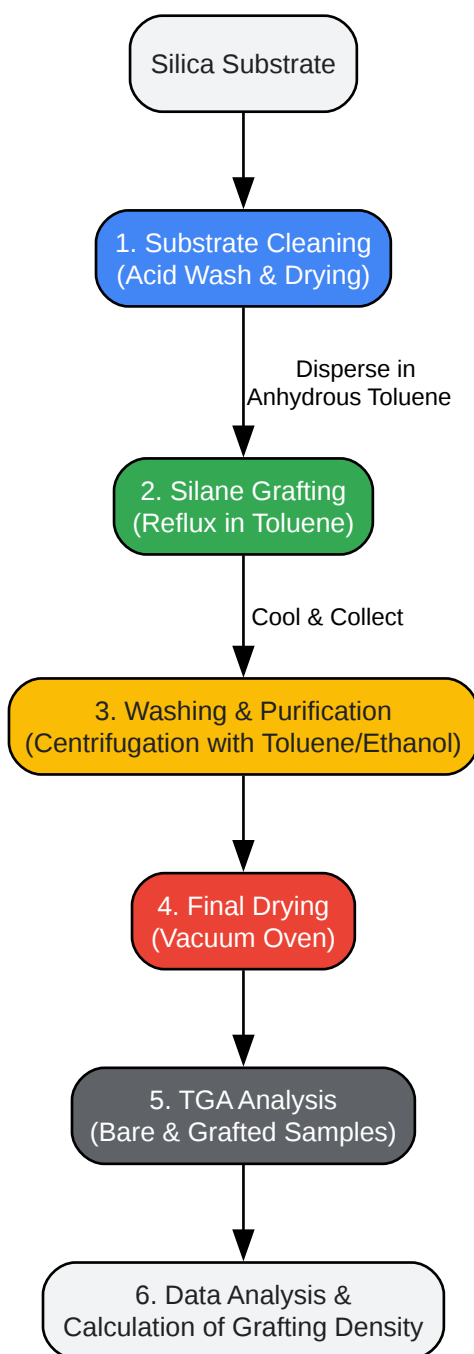 Silica Substrate
1. Substrate Cleaning
(Acid Wash & Drying)
Disperse in
Anhydrous Toluene
2. Silane Grafting
(Reflux in Toluene)
Cool & Collect
3. Washing & Purification
(Centrifugation with Toluene/Ethanol)
4. Final Drying
(Vacuum Oven)
5. TGA Analysis
(Bare & Grafted Samples)
6. Data Analysis &
Calculation of Grafting Density